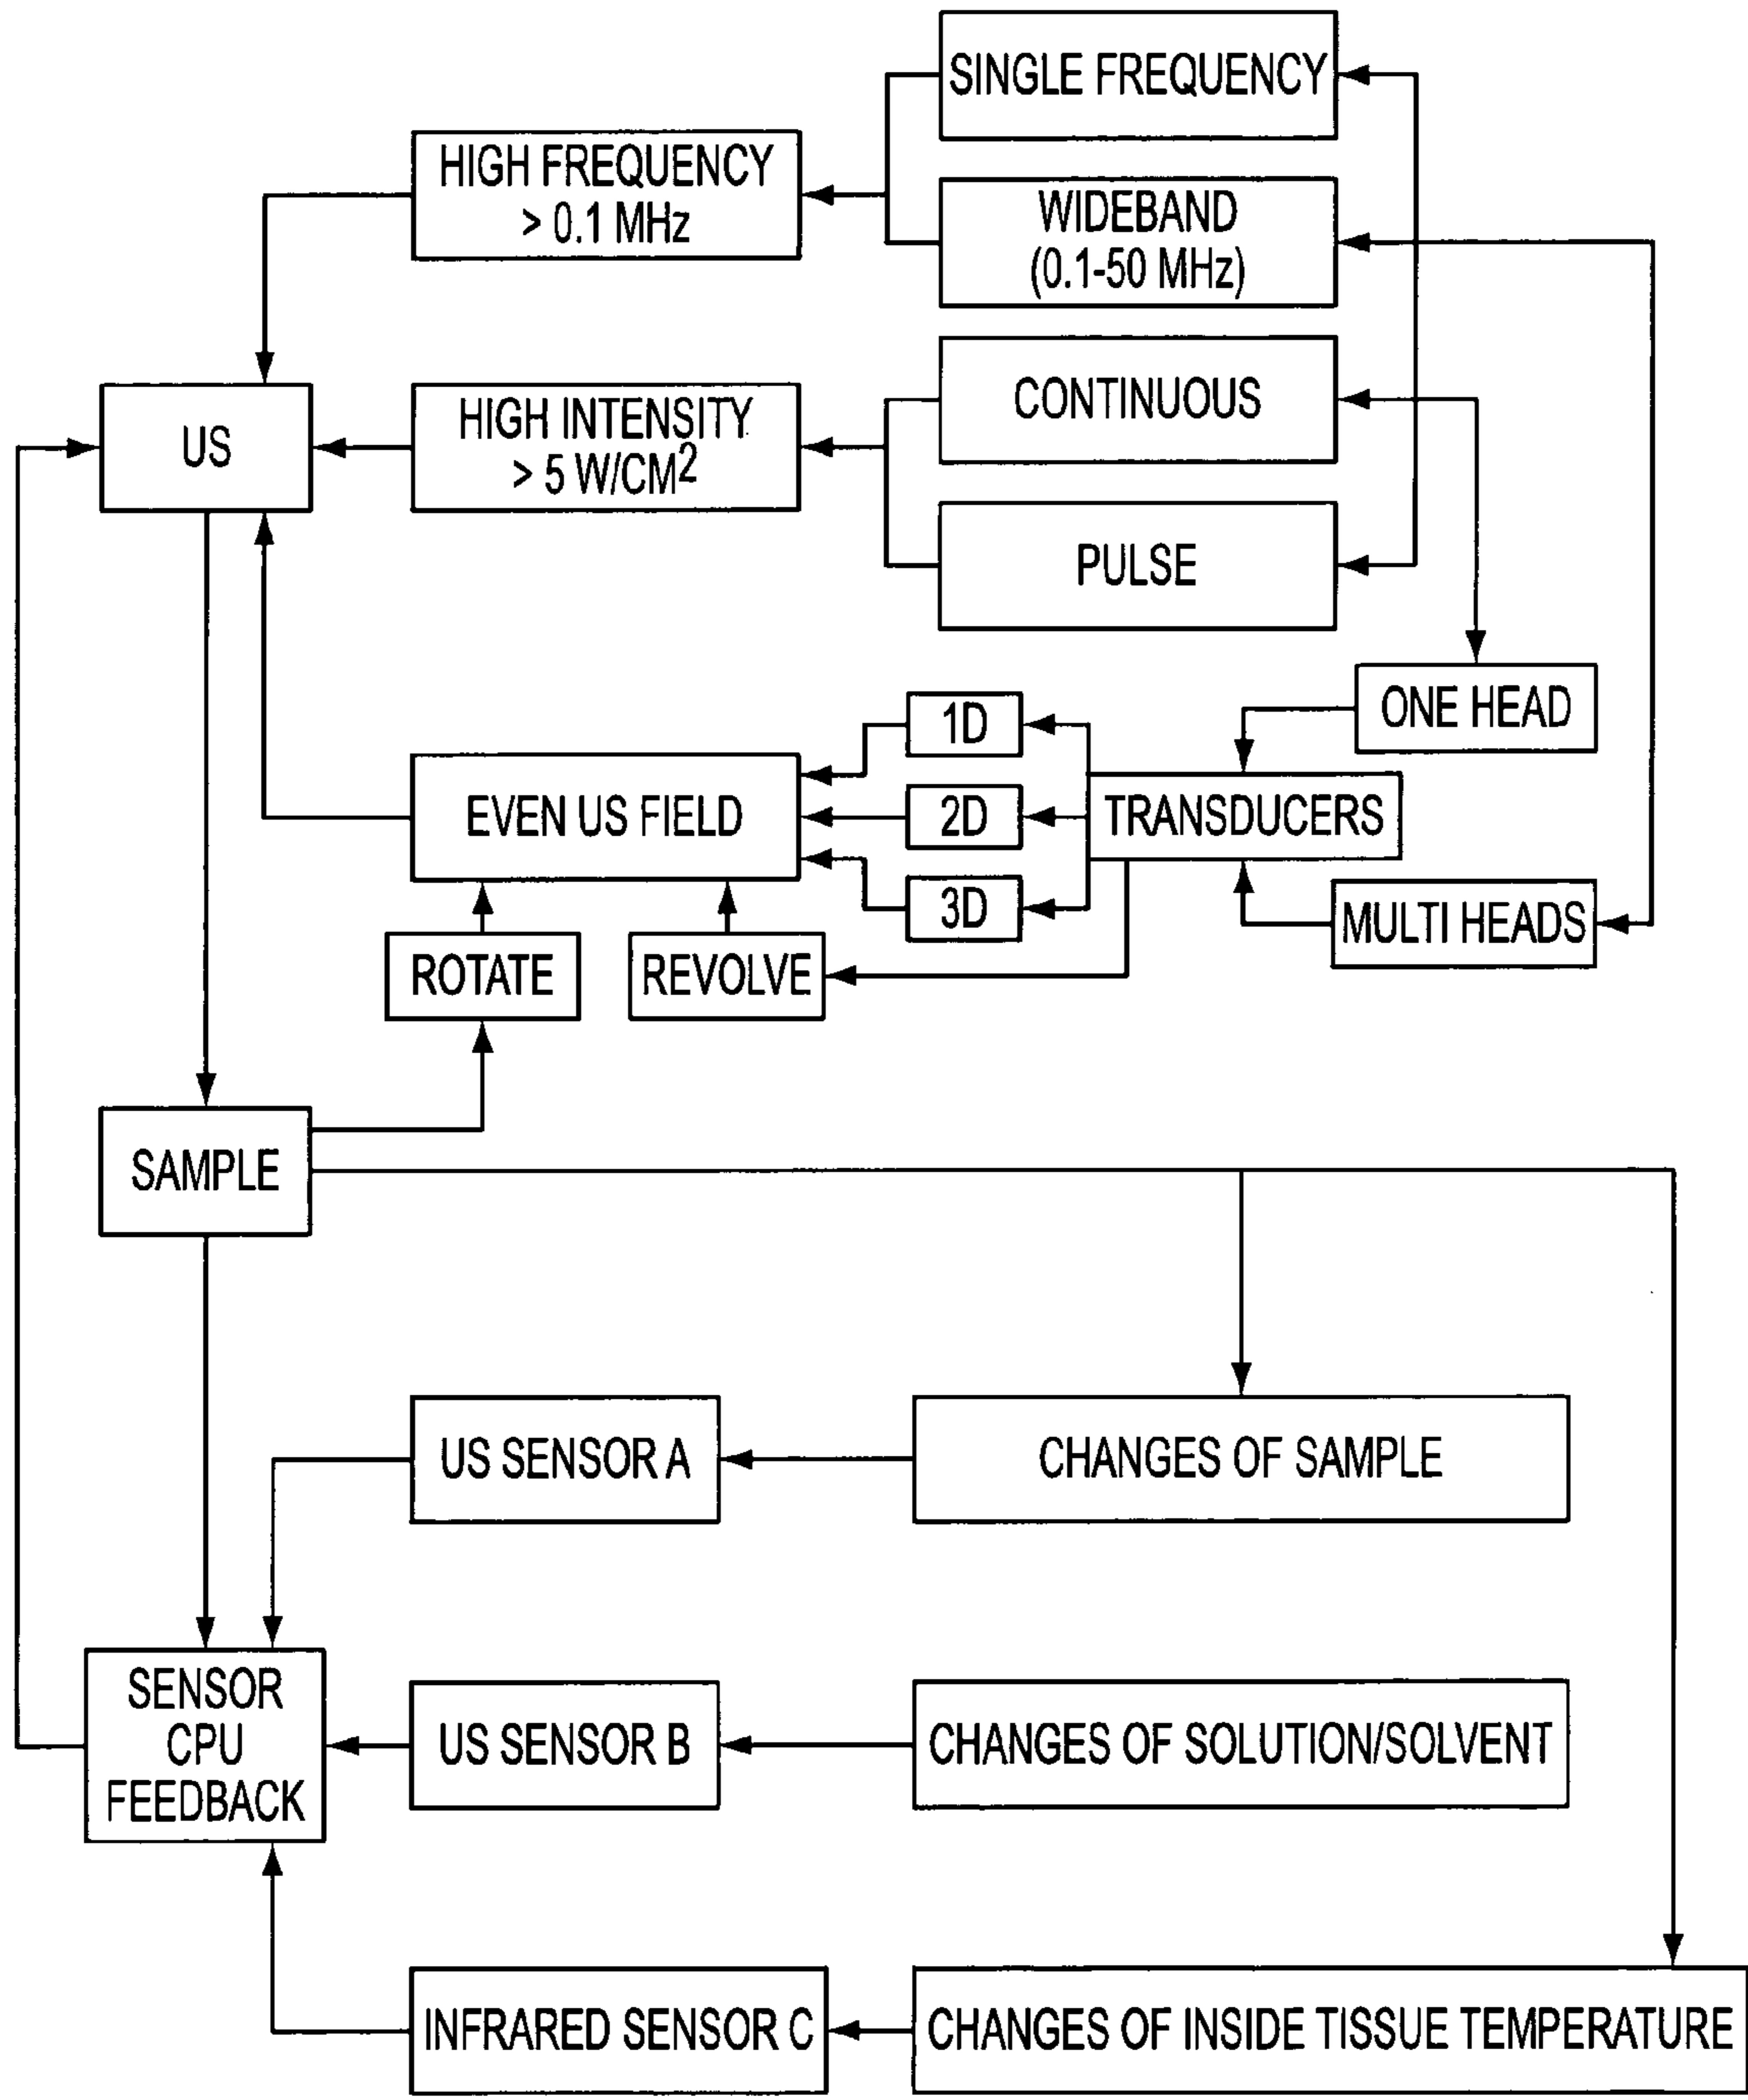 SINGLE FREQUENCY
HIGH FREQUENCY
> 0.1 MHz
WIDEBAND
(0.1-50 MHz)
CONTINUOUS
US
HIGH INTENSITY
> 5 W/CM²
PULSE
ONE HEAD
1D
EVEN US FIELD
2D
TRANSDUCERS
3D
MULTI HEADS
ROTATE
REVOLVE
SAMPLE
US SENSOR A
CHANGES OF SAMPLE
SENSOR
CPU
FEEDBACK
US SENSOR B
CHANGES OF SOLUTION/SOLVENT
INFRARED SENSOR C
CHANGES OF INSIDE TISSUE TEMPERATURE